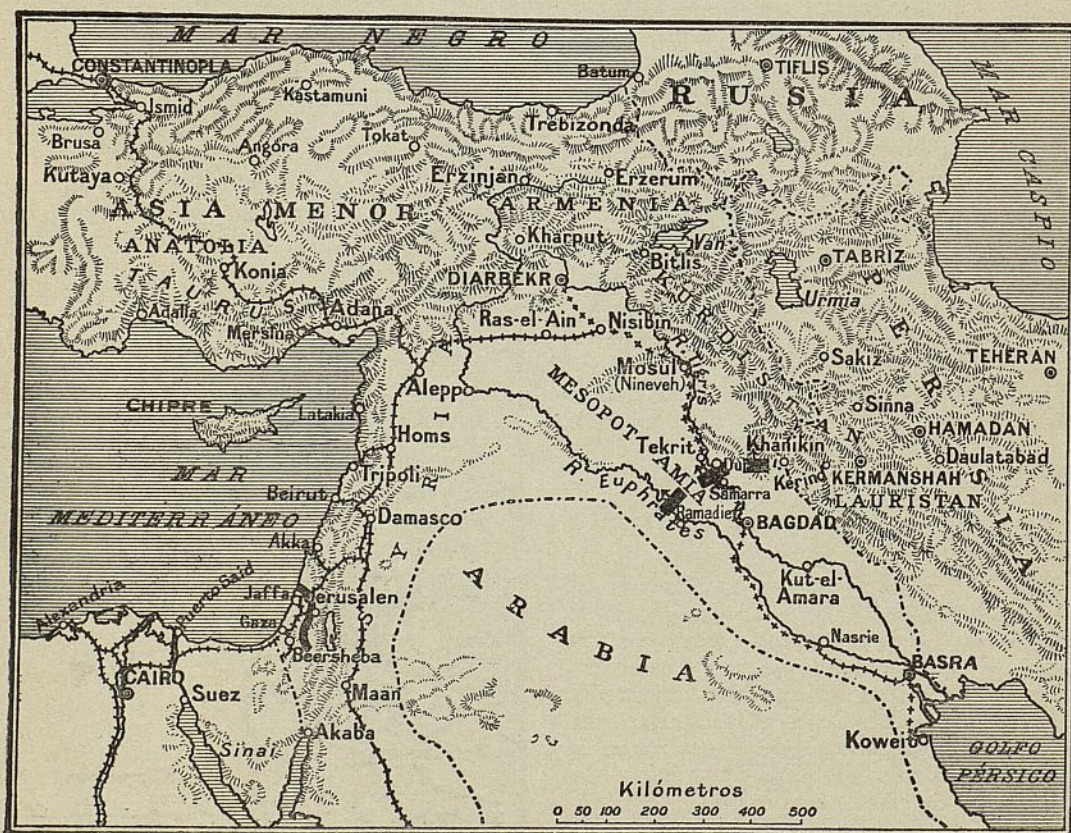 MAR NEGRO
CONSTANTINOPLA
Ismid
Kastamuni
Batum
TIFLIS
RUSIA
MAR CASPIO
Brusa
Angora
Tokat
Trebizonda
Kutaya
Erzinjano
Erzerum
ASIA MENOR
ARMENIA
ANATOLIA
Kharput
Van
Bitlis
TABRIZ
Konia
DIARBEKR
Urmia
TAURUS
Adalia
Adana
Mersina
Ras-el-Ain
Nisibin
KURDISTAN
PERSIA
Sakiz
TEHERAN
Mosul
(Nineveh)
R. Tigris
MESOPOTAMIA
Aleppo
CHIPRE
Latakia
Sinna
HAMADAN
Homs
Tekrit
Khanikin
Daulatabad
SYRIA
Tripoli
R. Euphrates
Samarra
Kerind
KERMANSHAH
MAR
MEDITERRÁNEO
Beirut
Ramadie
LAURISTAN
Damasco
BAGDAD
Akka
Kut-el-
Amara
Alexandria
Puerto Said
Jaffa
Jerusalen
Gaza
ARABIA
Nasrie
Beersheba
BASRA
CAIRO
Suez
Maan
Akaba
Sinai
Koweit
GOLFO
PÉRSICO
Kilómetros
0 50 100 200 300 400 500